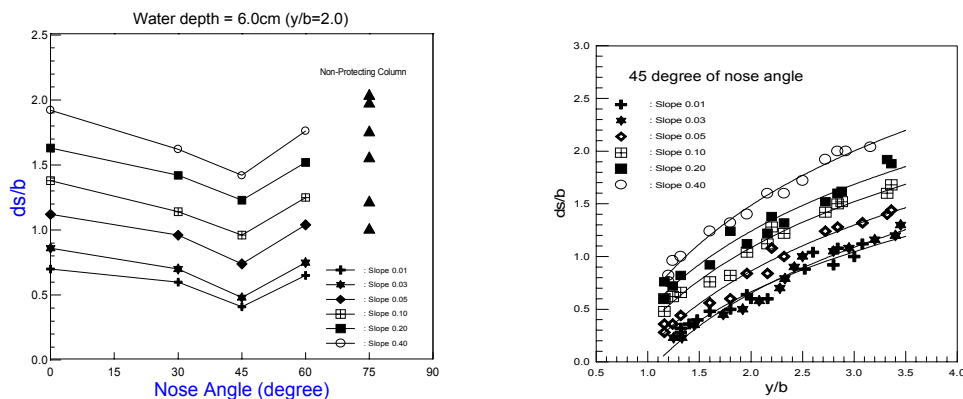 Water depth = 6.0cm (y/b=2.0)
2.5
2.0
1.5
1.0
0.5
0.0
ds/b
Non-Protecting Column
: Slope 0.01
: Slope 0.03
: Slope 0.05
: Slope 0.10
: Slope 0.20
: Slope 0.40
0 15 30 45 60 75 90
Nose Angle (degree)
3.0
2.5
2.0
1.5
1.0
0.5
0.0
ds/b
45 degree of nose angle
: Slope 0.01
: Slope 0.03
: Slope 0.05
: Slope 0.10
: Slope 0.20
: Slope 0.40
0.5 1.0 1.5 2.0 2.5 3.0 3.5 4.0
y/b